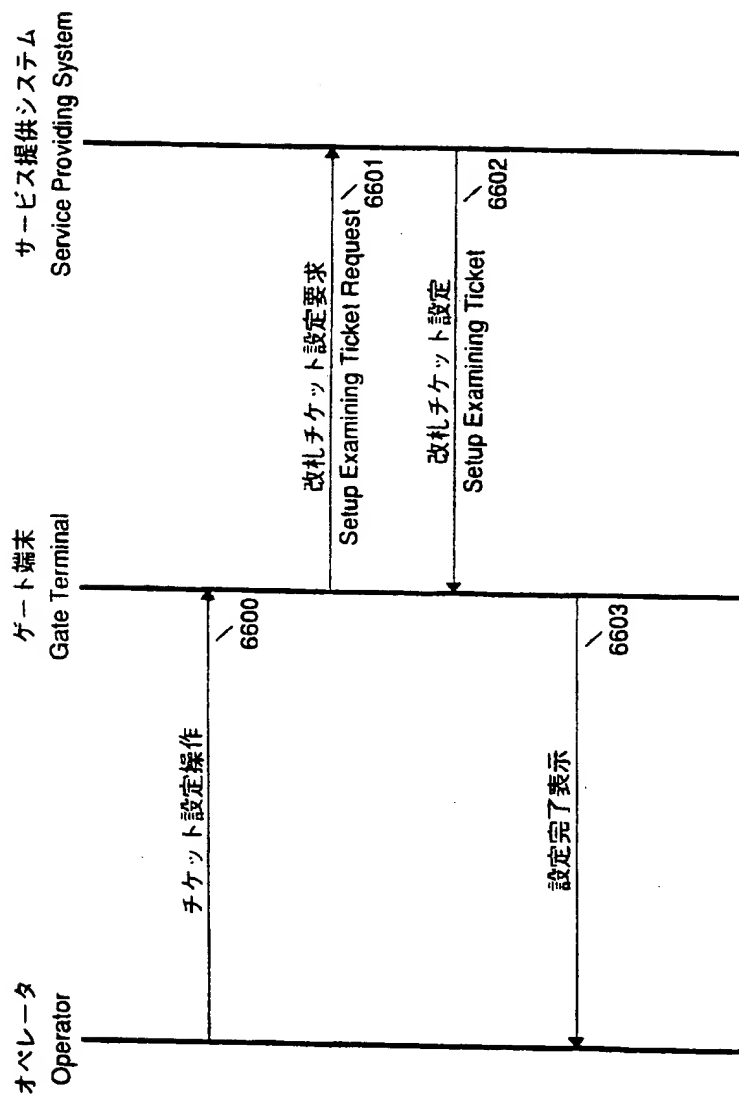 オペレータ
Operator
ゲート端末
Gate Terminal
サービス提供システム
Service Providing System
チケット設定操作
6600
改札チケット設定要求
Setup Examining Ticket Request
6601
改札チケット設定
Setup Examining Ticket
6602
設定完了表示
6603